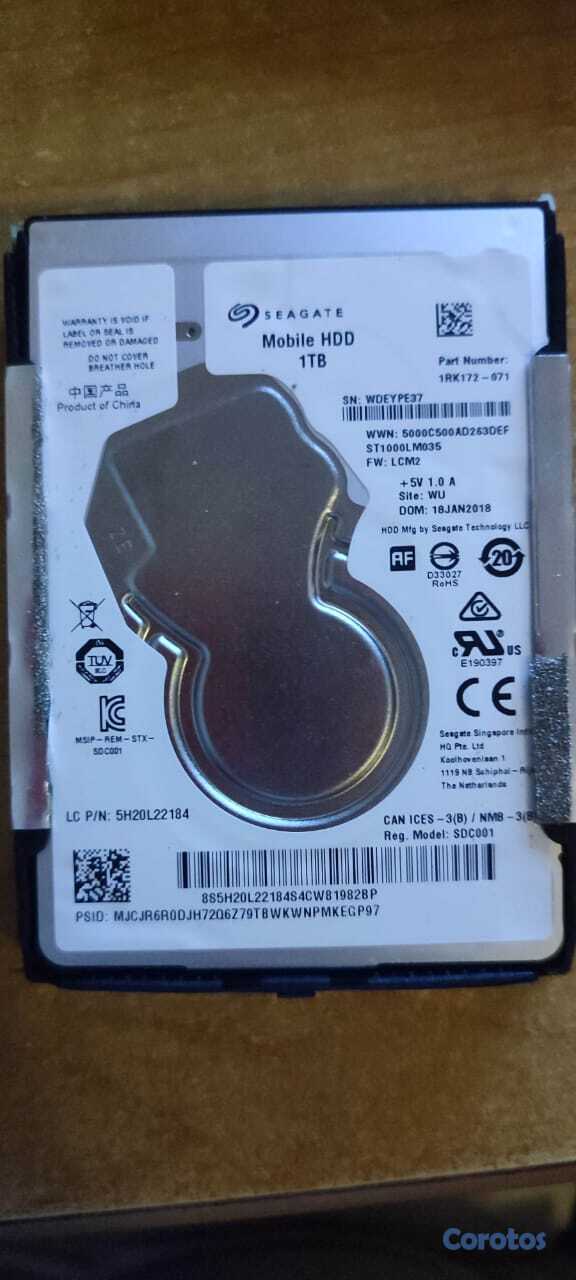 WARRANTY IS VOID IF
LABEL OR SEAL IS
REMOVED OR DAMAGED
DO NOT COVER
BREATHER HOLE
中国产品
Product of China
SEAGATE
Mobile HDD
1TB
Part Number:
1RK172-071
SN: WDEYPE37
WWN: 5000C500AD263DEF
ST1000LM035
FW: LCM2
+5V 1.0 A
Site: WU
DOM: 18JAN2018
HDD Mfg by Seagate Technology LLC
AF
20
D33027
RoHS
c RU US
E190397
CE
TUV
MSIP-REM-STX-
SDC001
Seagate Singapore
HQ Pte. Ltd
Koolhovenlaan 1
1119 NB Schiphol-
The Netherlands
LC P/N: 5H20L22184
CAN ICES-3(B) / NMB-3(B
Reg. Model: SDC001
8S5H20L22184S4CW81982BP
PSID: MJCJR6R0DJH72Q6Z79TBWKWNPMKEGP97
Corotos